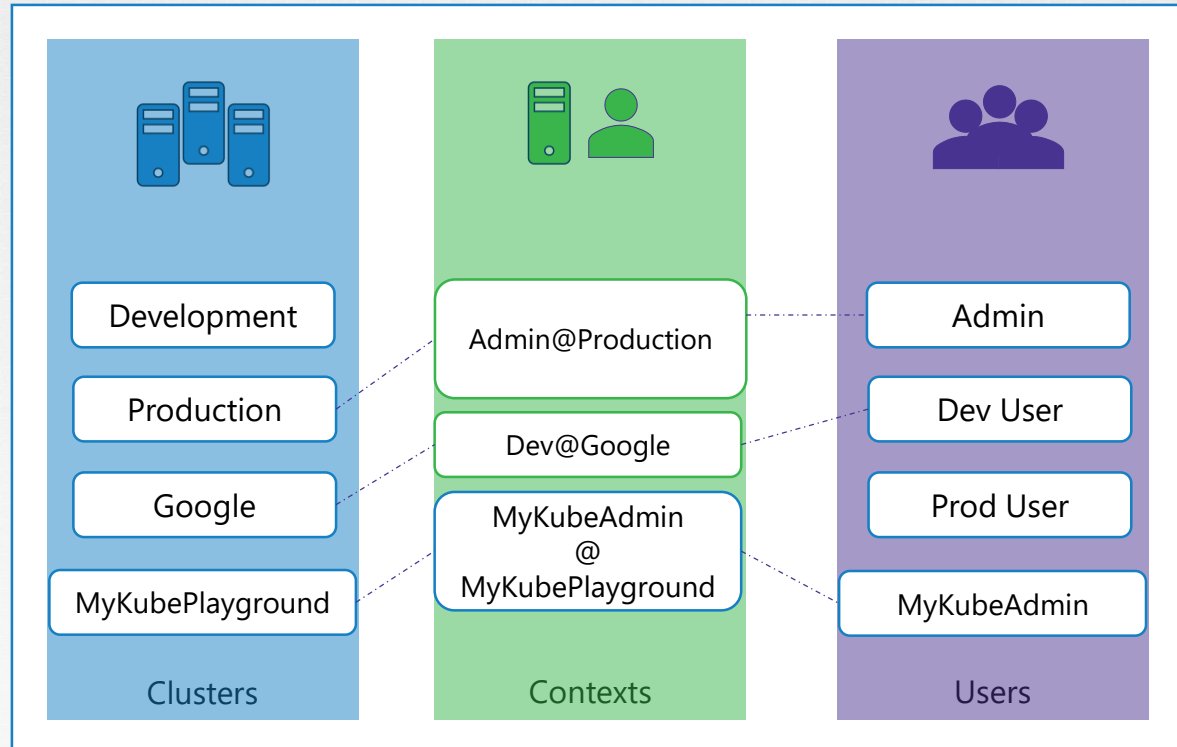 Development
Production
Google
MyKubePlayground
Clusters
Admin@Production
Dev@Google
MyKubeAdmin
@
MyKubePlayground
Contexts
Admin
Dev User
Prod User
MyKubeAdmin
Users